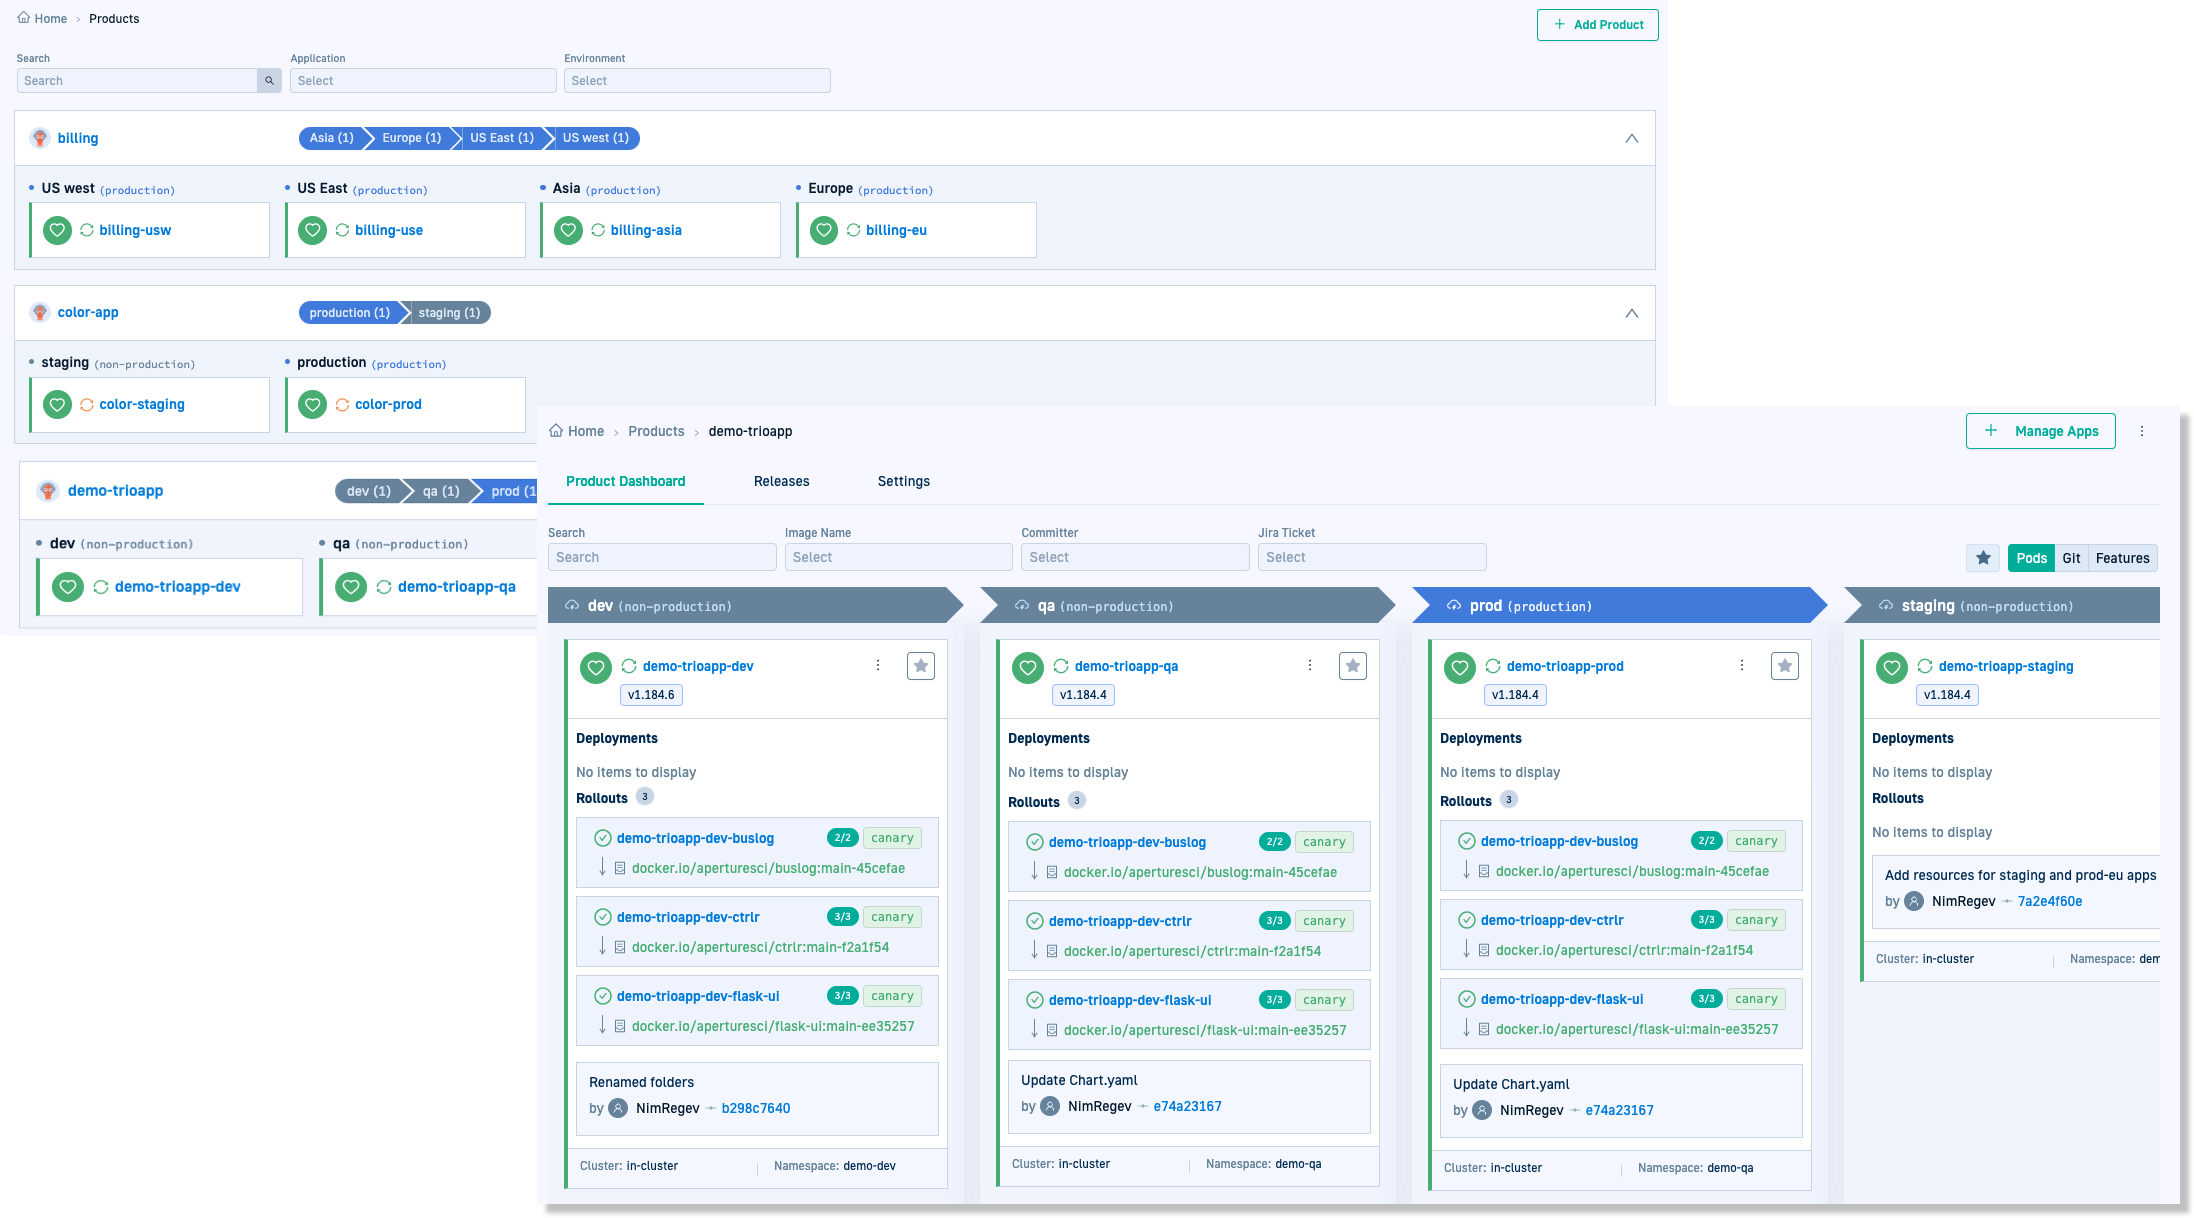 Home > Products
+ Add Product
Search
Application
Environment
Search
Select
Select
billing
Asia (1)
Europe (1)
US East (1)
US west (1)
US west (production)
US East (production)
Asia (production)
Europe (production)
billing-usw
billing-use
billing-asia
billing-eu
color-app
production (1)
staging (1)
staging (non-production)
production (production)
color-staging
color-prod
demo-trioapp
dev (1)
qa (1)
prod (1
dev (non-production)
qa (non-production)
demo-trioapp-dev
demo-trioapp-qa
Home > Products > demo-trioapp
+ Manage Apps
Product Dashboard
Releases
Settings
Search
Image Name
Committer
Jira Ticket
Search
Select
Select
Select
Pods
Git
Features
dev (non-production)
qa (non-production)
prod (production)
staging (non-production)
demo-trioapp-dev
v1.184.6
Deployments
No items to display
Rollouts 3
demo-trioapp-dev-buslog 2/2 canary
docker.io/aperturesci/buslog:main-45cefae
demo-trioapp-dev-ctrlr 3/3 canary
docker.io/aperturesci/ctrlr:main-f2a1f54
demo-trioapp-dev-flask-ui 3/3 canary
docker.io/aperturesci/flask-ui:main-ee35257
Renamed folders
by NimRegev b298c7640
Cluster: in-cluster
Namespace: demo-dev
demo-trioapp-qa
v1.184.4
Deployments
No items to display
Rollouts 3
demo-trioapp-dev-buslog 2/2 canary
docker.io/aperturesci/buslog:main-45cefae
demo-trioapp-dev-ctrlr 3/3 canary
docker.io/aperturesci/ctrlr:main-f2a1f54
demo-trioapp-dev-flask-ui 3/3 canary
docker.io/aperturesci/flask-ui:main-ee35257
Update Chart.yaml
by NimRegev e74a23167
Cluster: in-cluster
Namespace: demo-qa
demo-trioapp-prod
v1.184.4
Deployments
No items to display
Rollouts 3
demo-trioapp-dev-buslog 2/2 canary
docker.io/aperturesci/buslog:main-45cefae
demo-trioapp-dev-ctrlr 3/3 canary
docker.io/aperturesci/ctrlr:main-f2a1f54
demo-trioapp-dev-flask-ui 3/3 canary
docker.io/aperturesci/flask-ui:main-ee35257
Update Chart.yaml
by NimRegev e74a23167
Cluster: in-cluster
Namespace: demo-qa
demo-trioapp-staging
v1.184.4
Deployments
No items to display
Rollouts
No items to display
Add resources for staging and prod-eu apps
by NimRegev 7a2e4f60e
Cluster: in-cluster
Namespace: dem